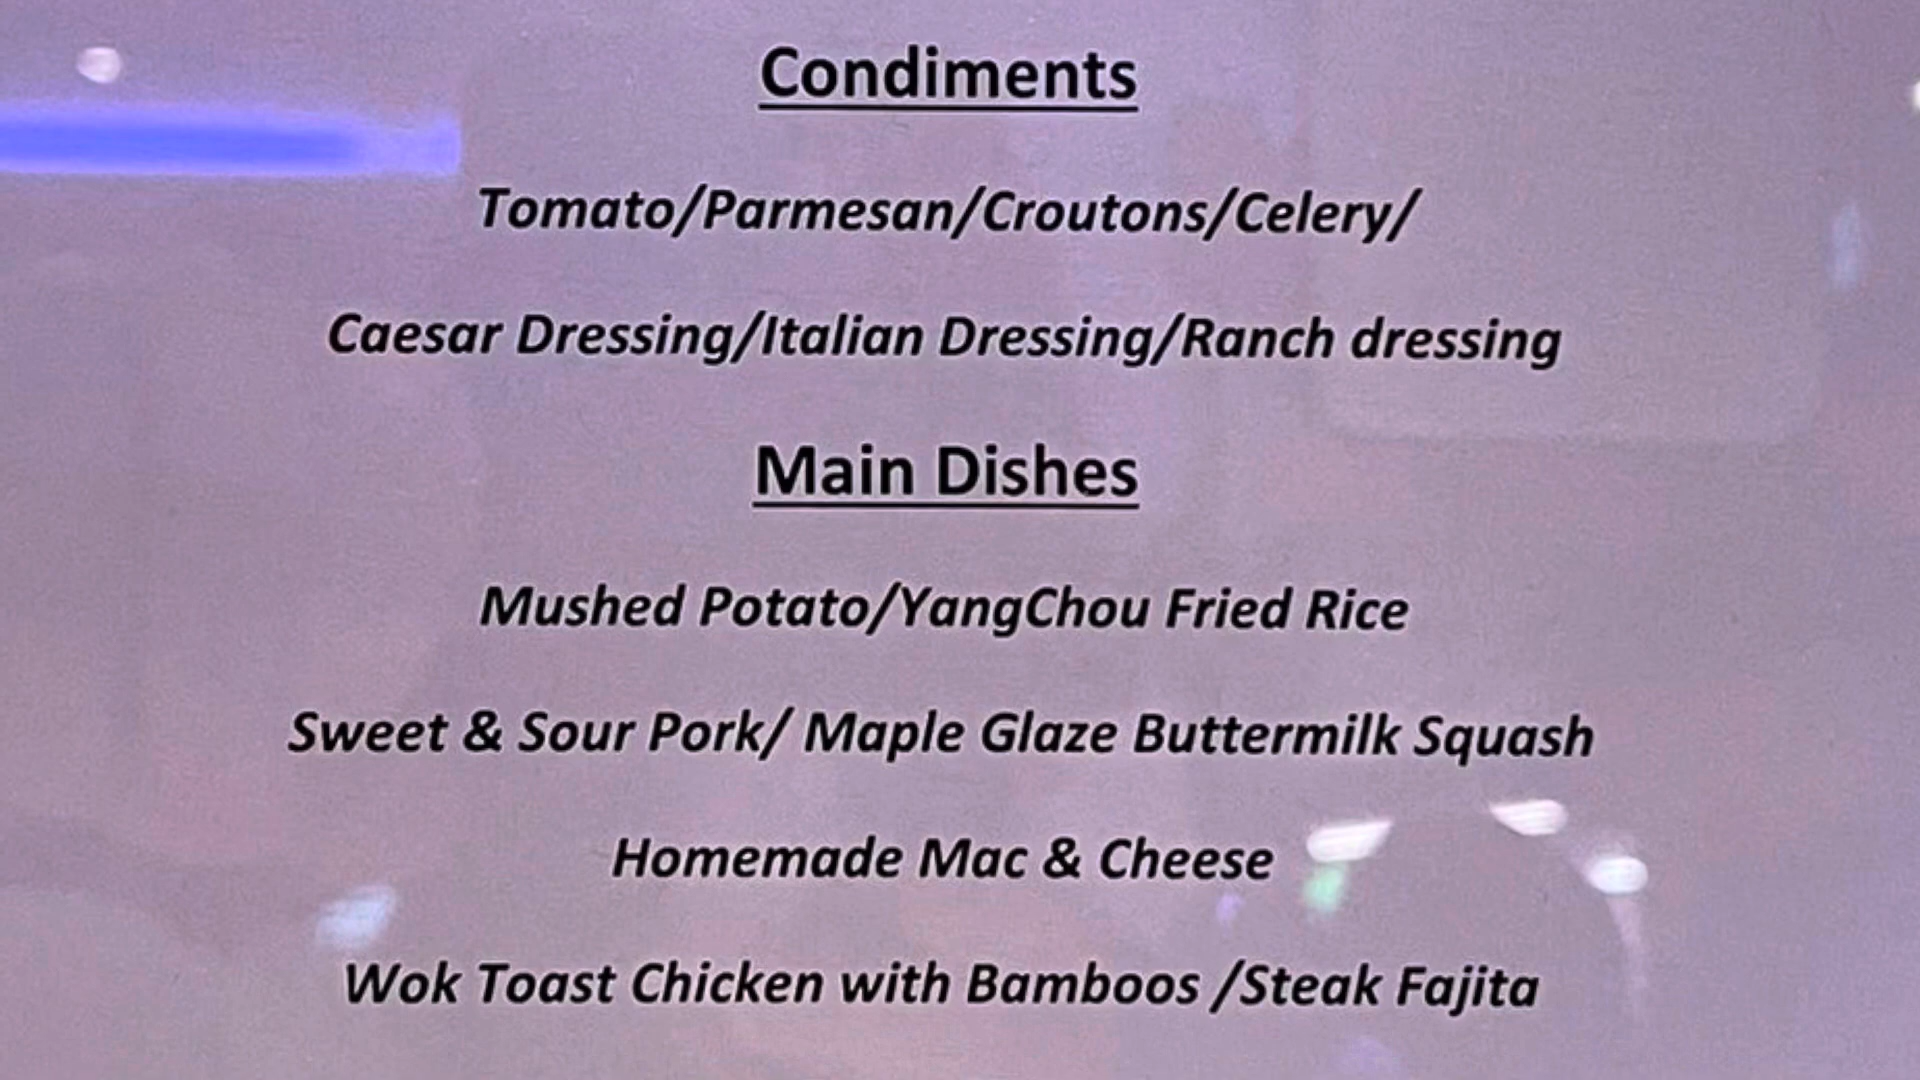 Condiments
Tomato/Parmesan/Croutons/Celery/
Caesar Dressing/Italian Dressing/Ranch dressing
Main Dishes
Mushed Potato/YangChou Fried Rice
Sweet & Sour Pork/ Maple Glaze Buttermilk Squash
Homemade Mac & Cheese
Wok Toast Chicken with Bamboos /Steak Fajita